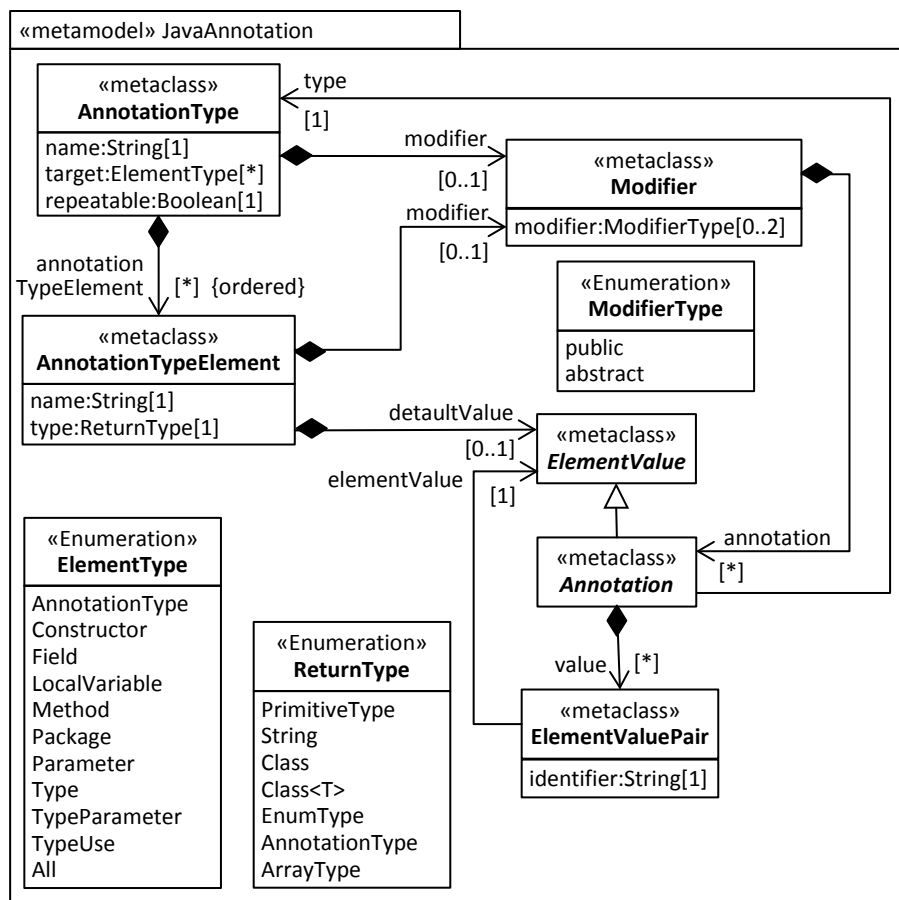 «metamodel» JavaAnnotation
«metaclass»
AnnotationType
name:String[1]
target:ElementType[*]
repeatable:Boolean[1]
type
[1]
modifier
[0..1]
«metaclass»
Modifier
modifier:ModifierType[0..2]
modifier
[0..1]
annotation
TypeElement
[*] {ordered}
«Enumeration»
ModifierType
public
abstract
«metaclass»
AnnotationTypeElement
name:String[1]
type:ReturnType[1]
detaultValue
[0..1]
«metaclass»
ElementValue
elementValue
[1]
annotation
[*]
«metaclass»
Annotation
value
[*]
«metaclass»
ElementValuePair
identifier:String[1]
«Enumeration»
ElementType
AnnotationType
Constructor
Field
LocalVariable
Method
Package
Parameter
Type
TypeParameter
TypeUse
All
«Enumeration»
ReturnType
PrimitiveType
String
Class
Class<T>
EnumType
AnnotationType
ArrayType